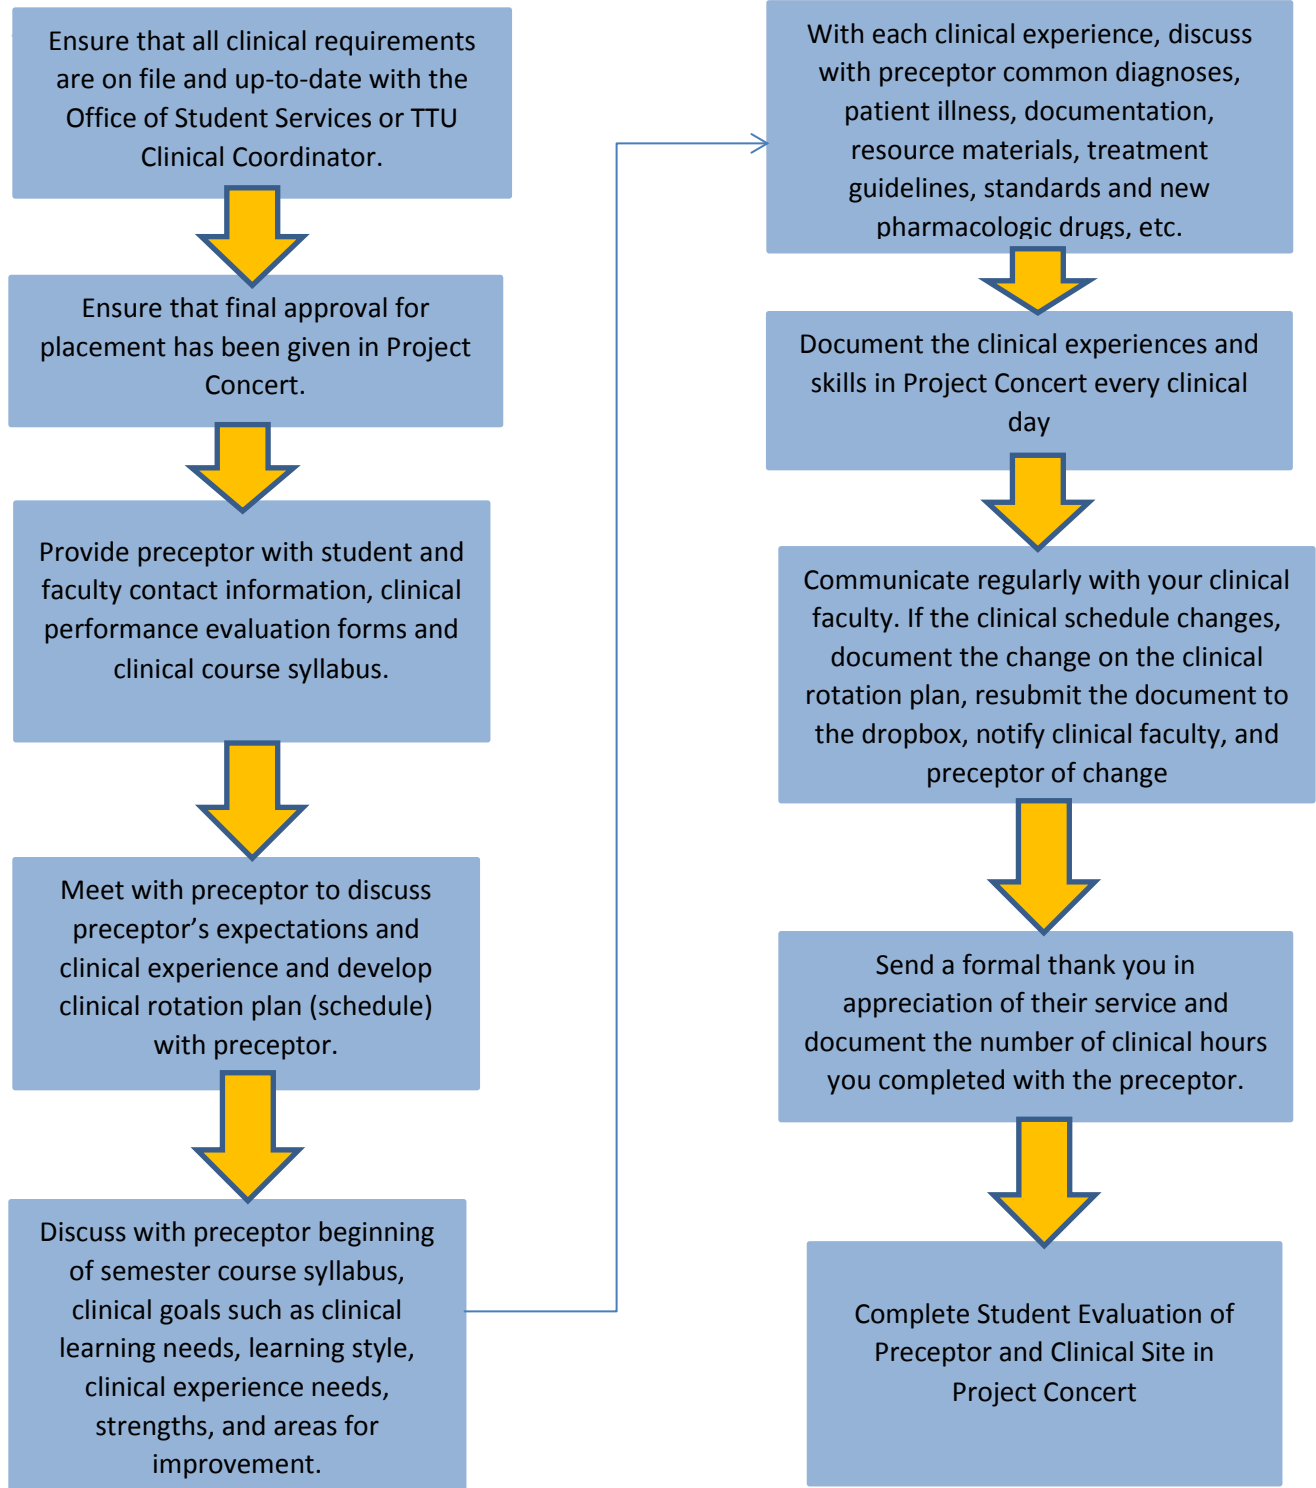 Ensure that all clinical requirements
are on file and up-to-date with the
Office of Student Services or TTU
Clinical Coordinator.
Ensure that final approval for
placement has been given in Project
Concert.
Provide preceptor with student and
faculty contact information, clinical
performance evaluation forms and
clinical course syllabus.
Meet with preceptor to discuss
preceptor’s expectations and
clinical experience and develop
clinical rotation plan (schedule)
with preceptor.
Discuss with preceptor beginning
of semester course syllabus,
clinical goals such as clinical
learning needs, learning style,
clinical experience needs,
strengths, and areas for
improvement.
With each clinical experience, discuss
with preceptor common diagnoses,
patient illness, documentation,
resource materials, treatment
guidelines, standards and new
pharmacologic drugs, etc.
Document the clinical experiences and
skills in Project Concert every clinical
day
Communicate regularly with your clinical
faculty. If the clinical schedule changes,
document the change on the clinical
rotation plan, resubmit the document to
the dropbox, notify clinical faculty, and
preceptor of change
Send a formal thank you in
appreciation of their service and
document the number of clinical hours
you completed with the preceptor.
Complete Student Evaluation of
Preceptor and Clinical Site in
Project Concert